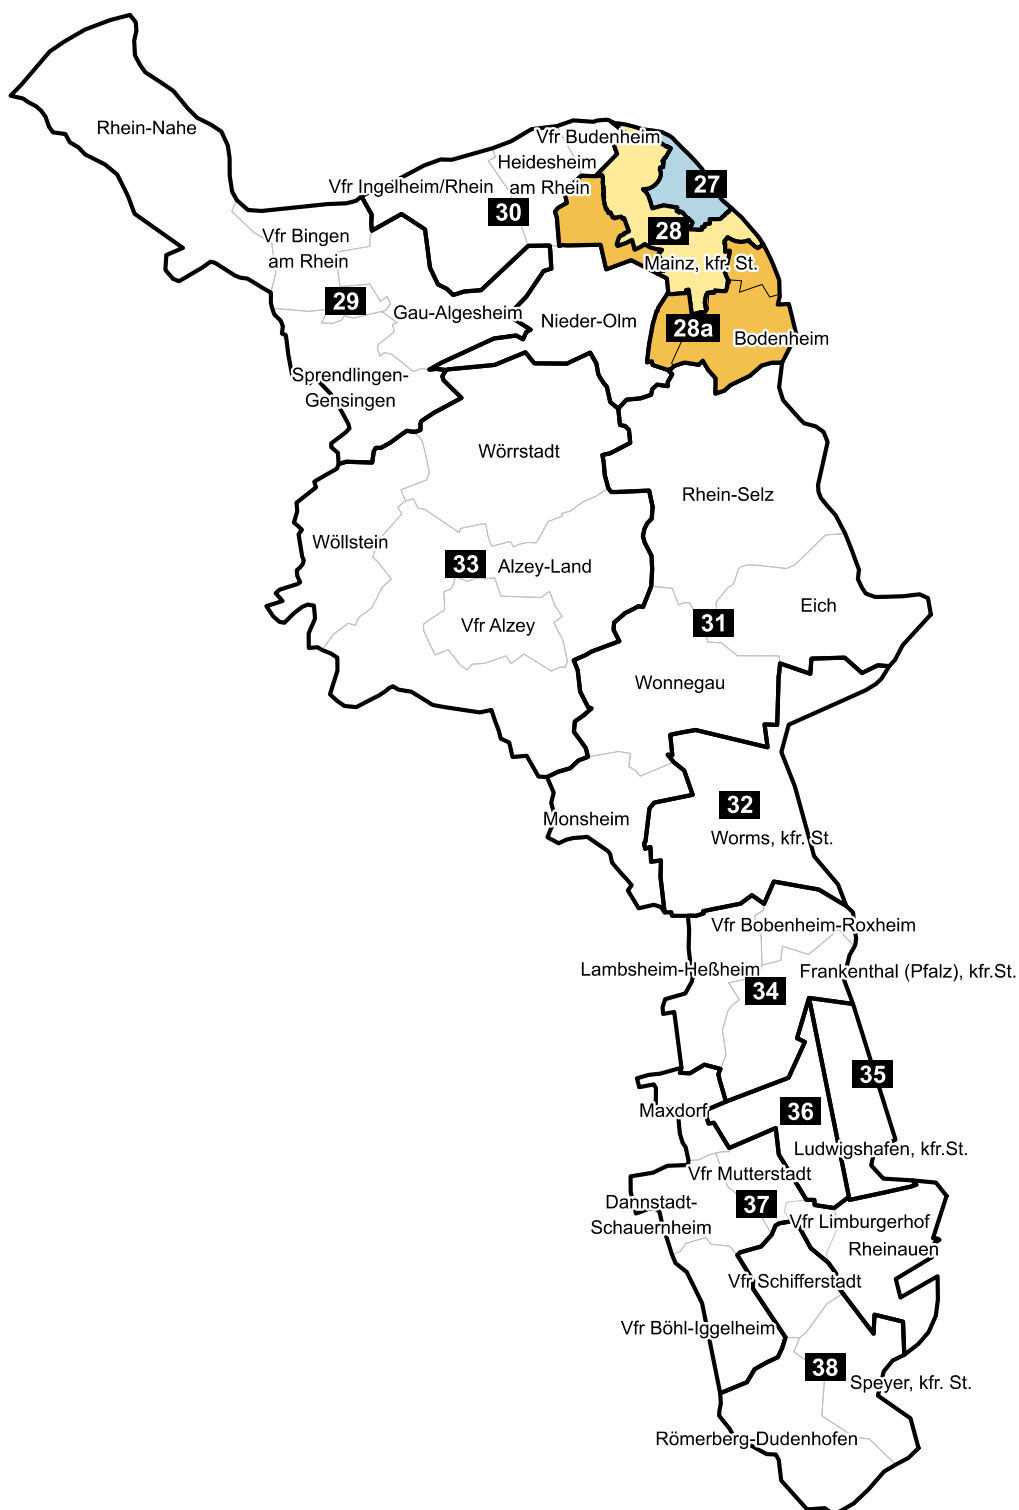 Rhein-Nahe
Vfr Budenheim
Heidesheim
am Rhein
27
Vfr Ingelheim/Rhein
30
28
Vfr Bingen
am Rhein
Mainz, kfr. St.
29
Gau-Algesheim
Nieder-Olm
28a
Bodenheim
Sprendlingen-
Gensingen
Wörrstadt
Rhein-Selz
Wöllstein
33
Alzey-Land
Eich
Vfr Alzey
31
Wonnegau
32
Monsheim
Worms, kfr. St.
Vfr Bobenheim-Roxheim
Lambsheim-Heßheim
Frankenthal (Pfalz), kfr.St.
34
35
Maxdorf
36
Ludwigshafen, kfr.St.
Vfr Mutterstadt
Dannstadt-
Schauernheim
37
Vfr Limburgerhof
Rheinauen
Vfr Schifferstadt
Vfr Böhl-Iggelheim
38
Speyer, kfr. St.
Römerberg-Dudenhofen